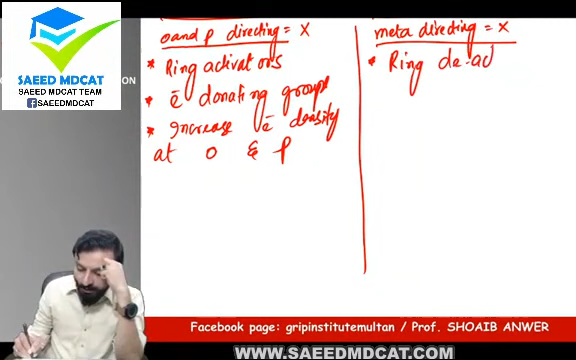 o and p directing = X
* Ring activators
* ē donating groups
* Increase ē density
at o & p
meta directing = X
* Ring de-ac
SAEED MDCAT
SAEED MDCAT TEAM
f SAEEDMDCAT
Facebook page: gripinstitutemultan / Prof. SHOAIB ANWER
WWW.SAEEDMDCAT.COM